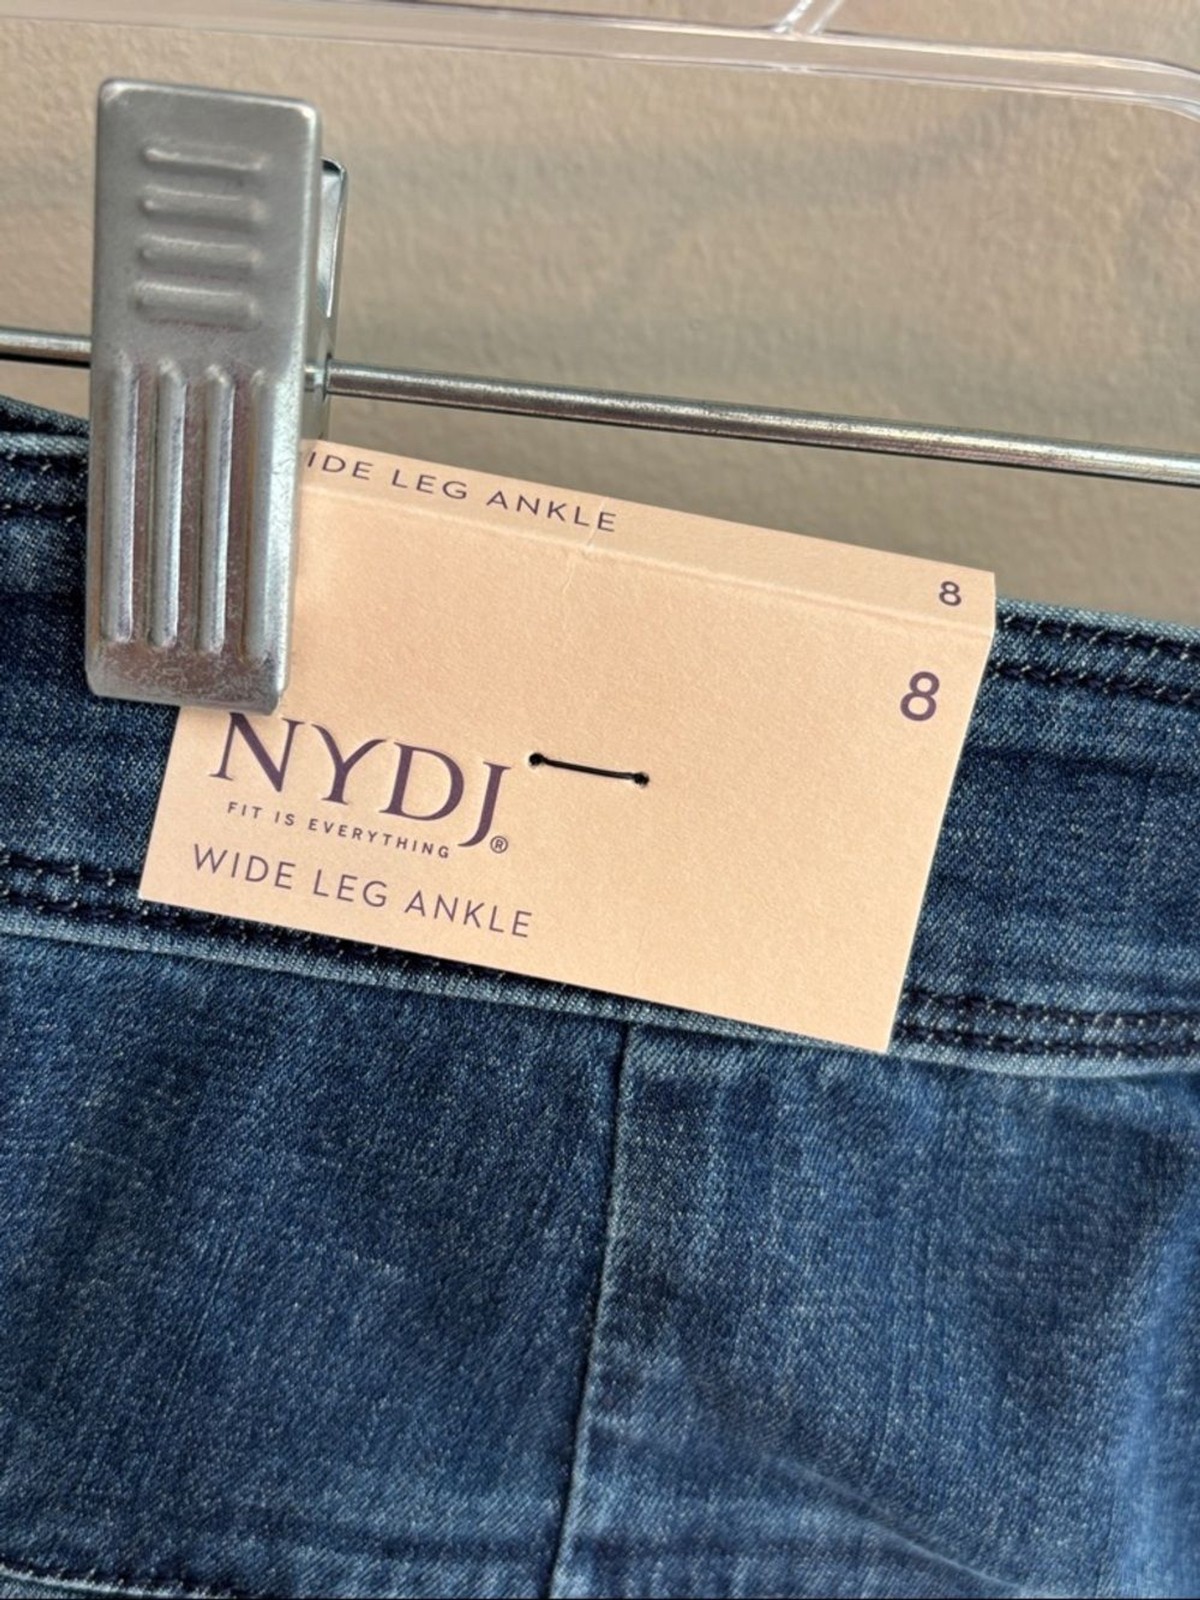 IDE LEG ANKLE
8
8
NYDJ®
FIT IS EVERYTHING
WIDE LEG ANKLE